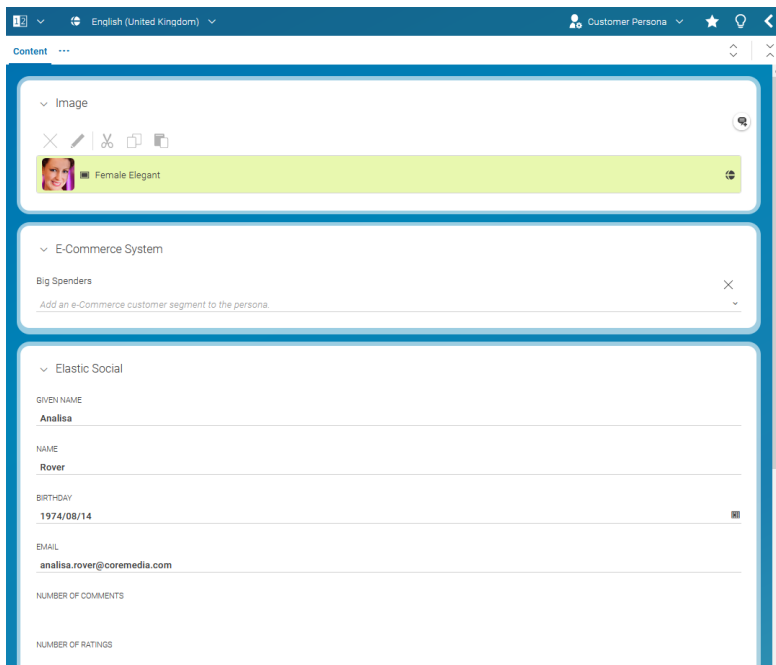 12 English (United Kingdom) Customer Persona
Content ...
Image
Female Elegant
E-Commerce System
Big Spenders
Add an e-Commerce customer segment to the persona.
Elastic Social
GIVEN NAME
Analisa
NAME
Rover
BIRTHDAY
1974/08/14
EMAIL
analisa.rover@coremedia.com
NUMBER OF COMMENTS
NUMBER OF RATINGS